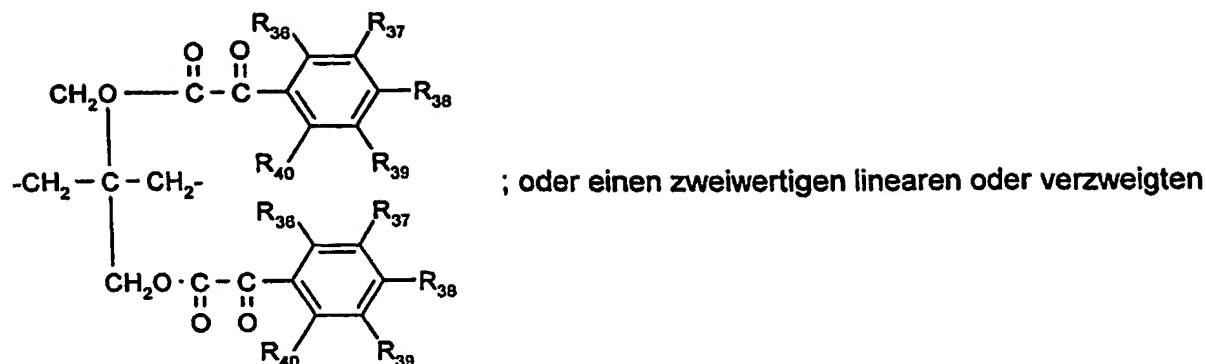 R₃₆ R₃₇
O O
CH₂O C C R₃₈
R₄₀ R₃₉
-CH₂-C-CH₂- ; oder einen zweiwertigen linearen oder verzweigten
R₃₆ R₃₇
CH₂O C C R₃₈
O O
R₄₀ R₃₉